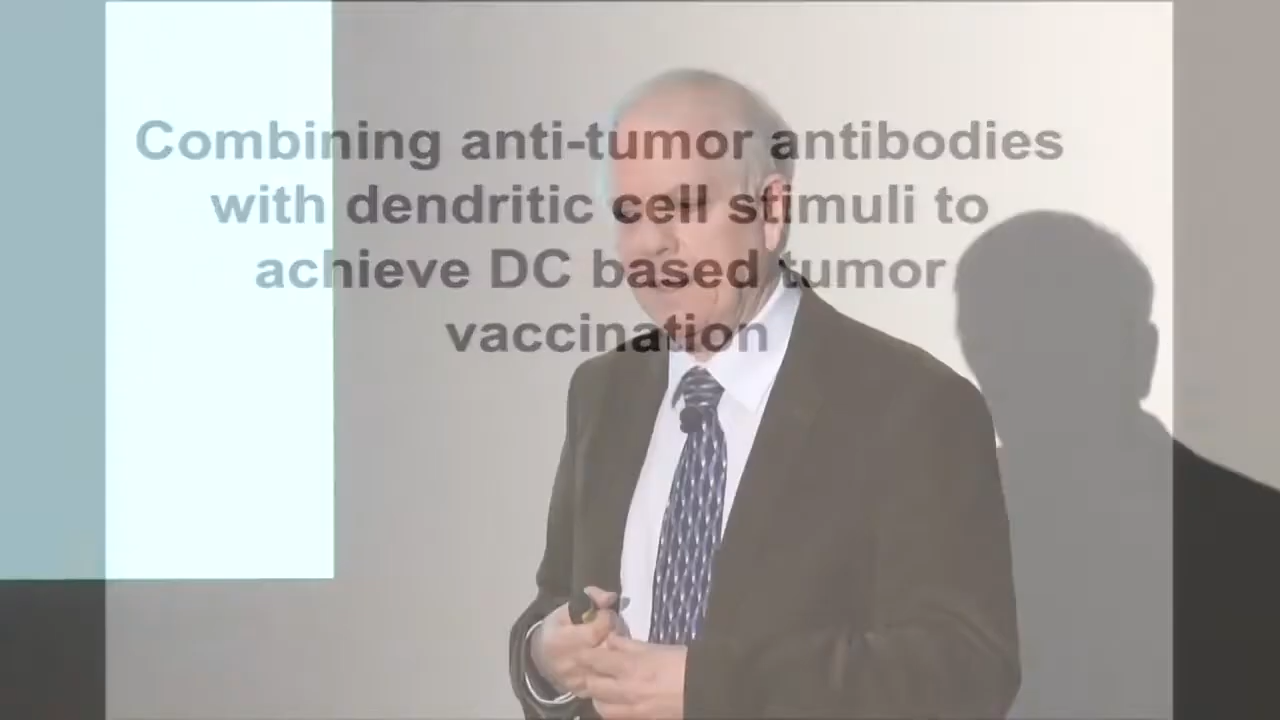 Combining anti-tumor antibodies
with dendritic cell stimuli to
achieve DC based tumor
vaccination